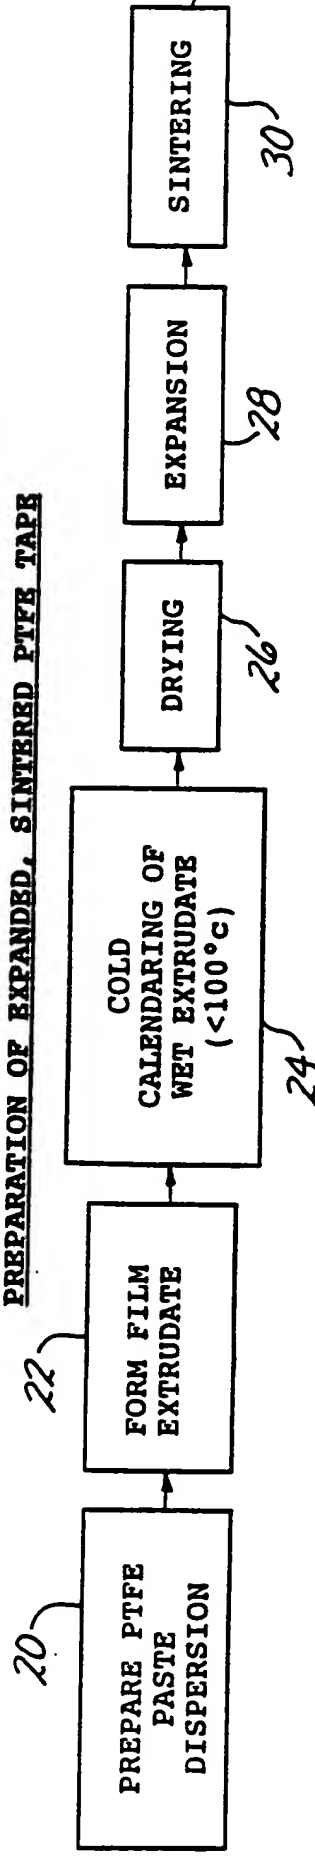 PREPARATION OF EXPANDED, SINTERED PTFE TAPE
20
PREPARE PTFE
PASTE
DISPERSION
22
FORM FILM
EXTRUDATE
COLD
CALENDARING OF
WET EXTRUDATE
(<100°c)
24
DRYING
26
EXPANSION
28
SINTERING
30